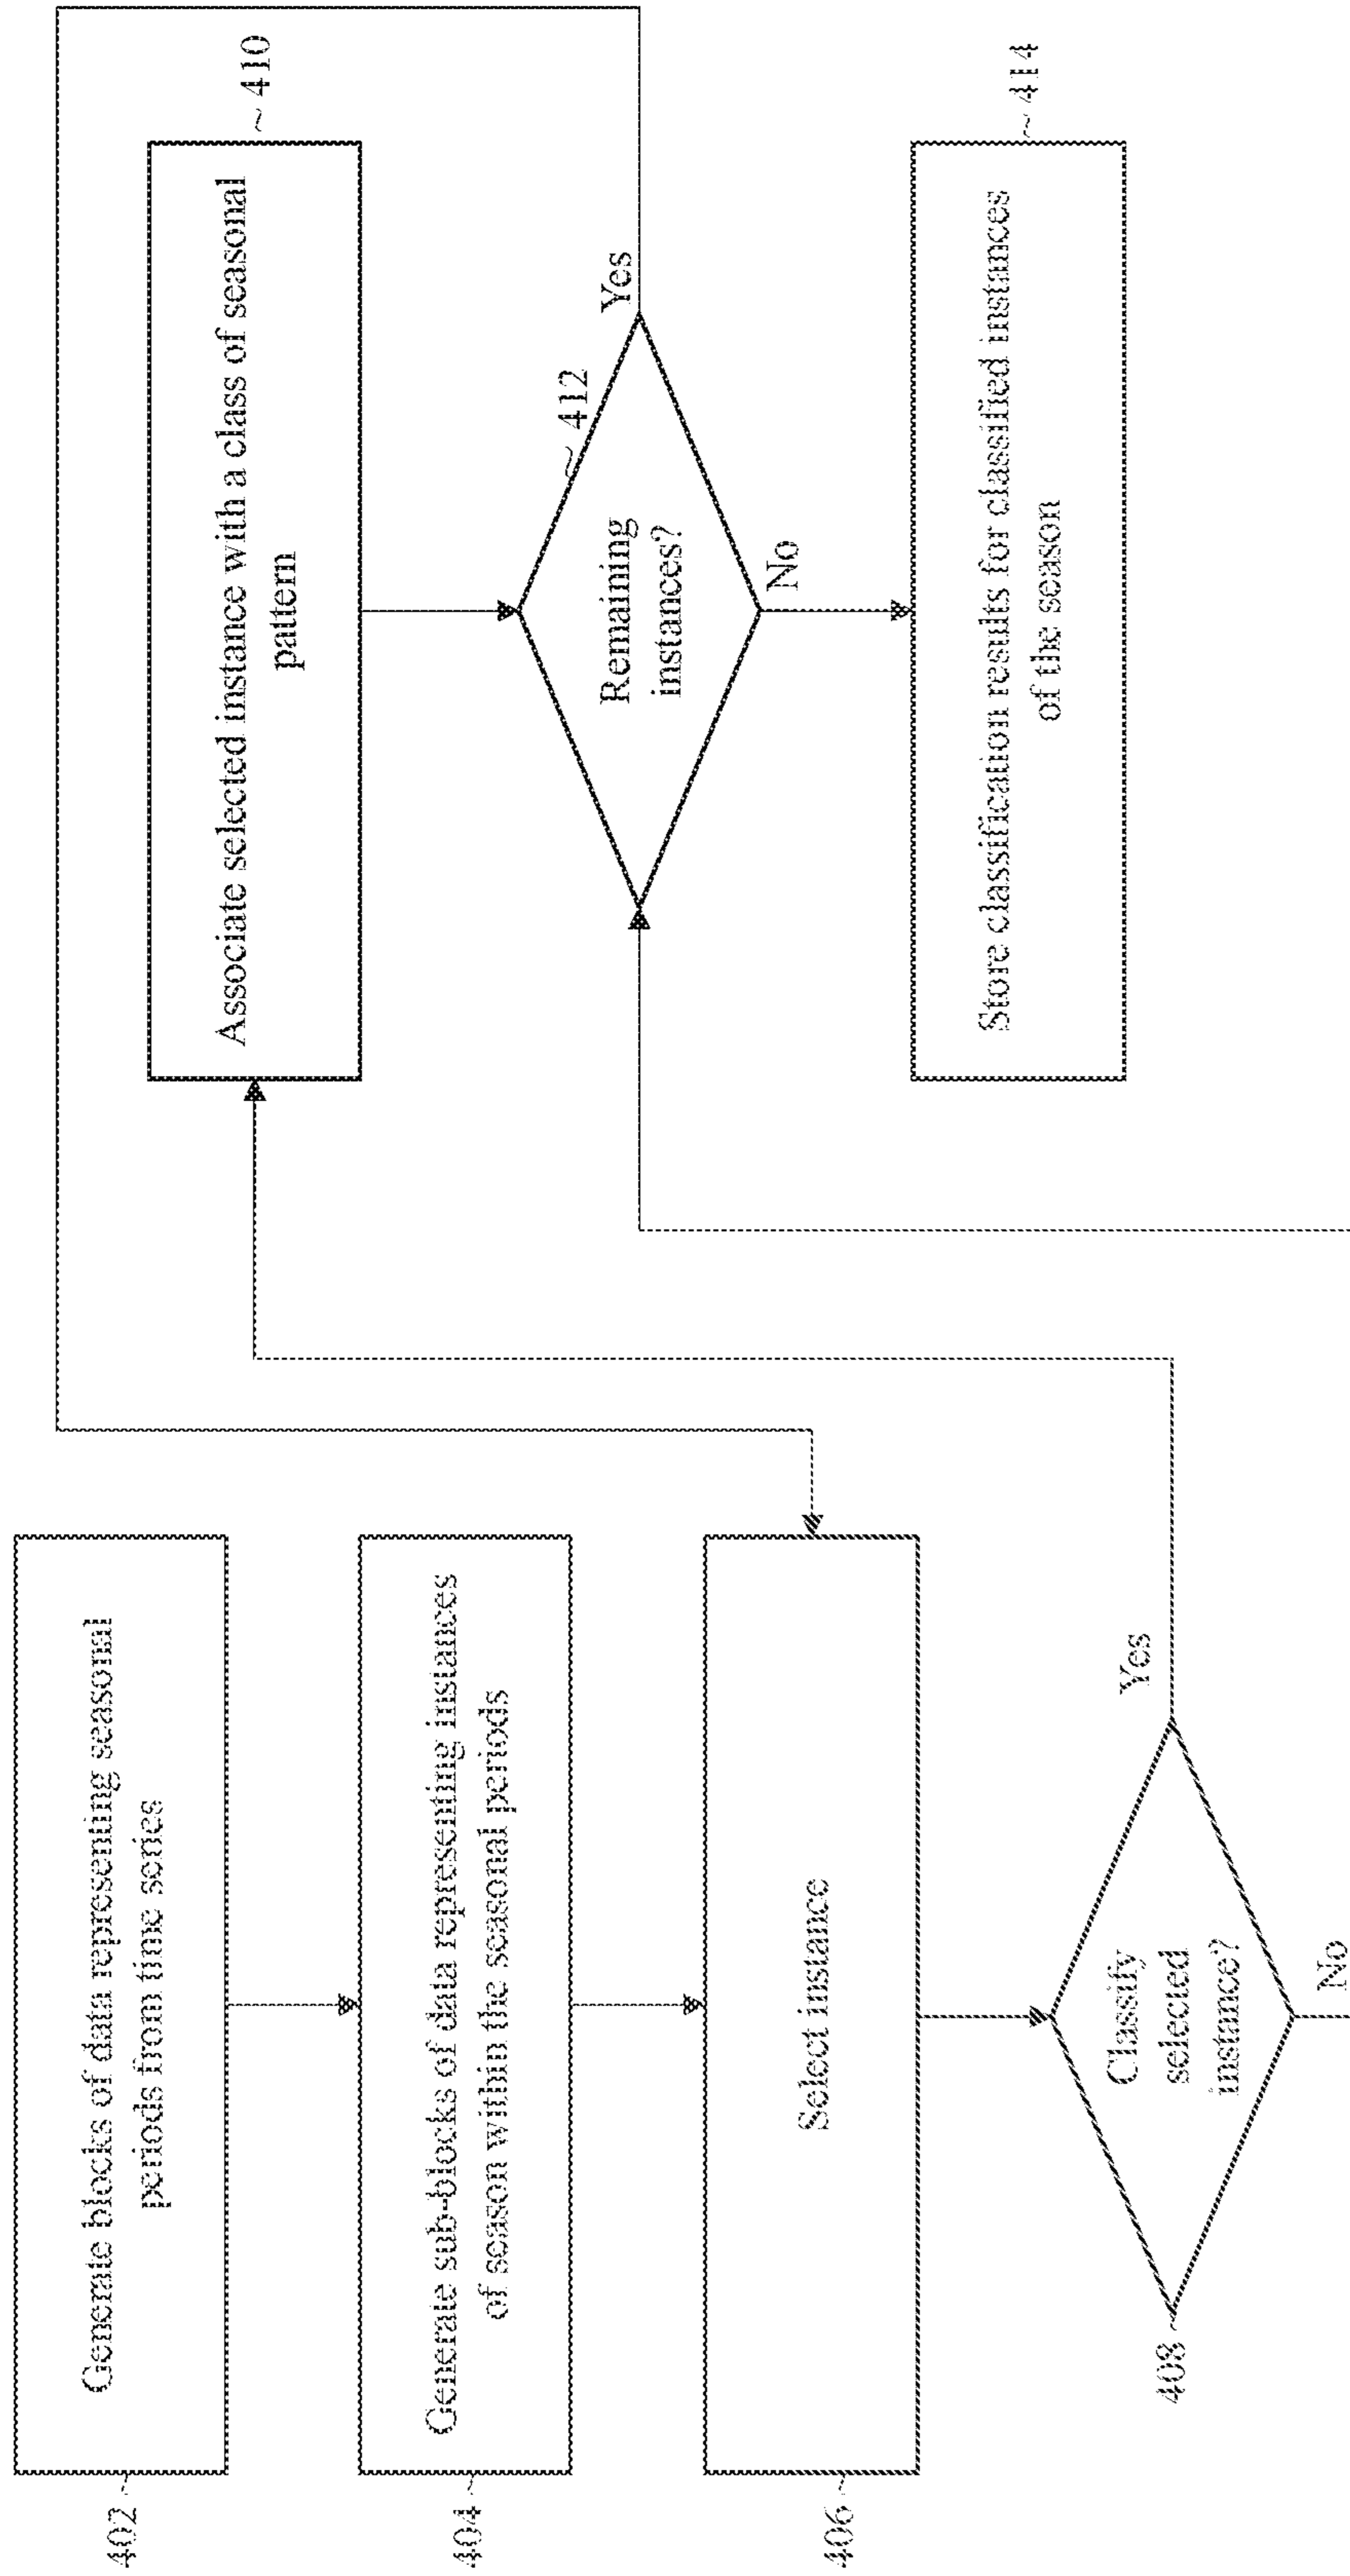 402
Generate blocks of data representing seasonal
periods from time series
404
Generate sub-blocks of data representing instances
of season within the seasonal periods
406
Select instance
408
Classify
selected
instance?
Yes
No
Associate selected instance with a class of seasonal
pattern
410
412
Remaining
instances?
Yes
No
Store classification results for classified instances
of the season
414